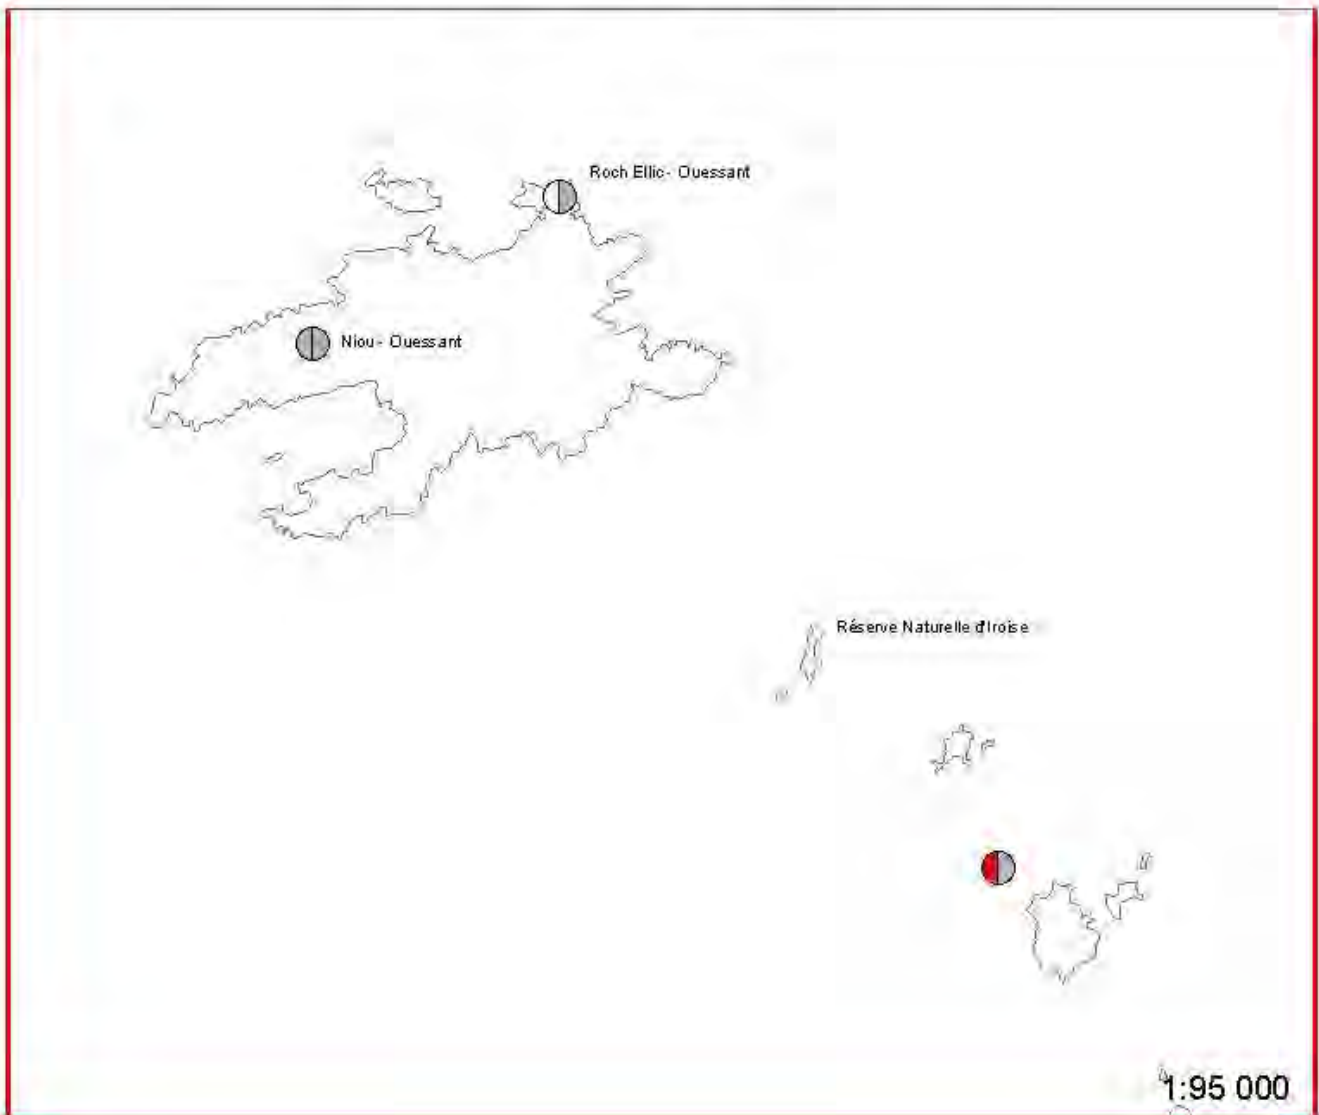 Roch Ellic - Ouessant
Niou - Ouessant
Réserve Naturelle d'Iroise
1:95 000